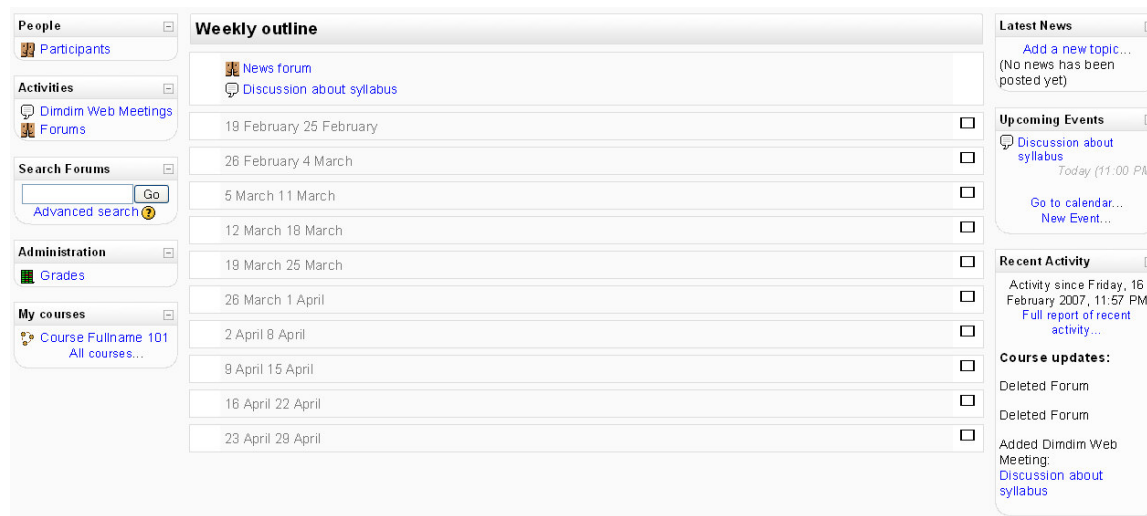 People
Participants
Activities
Dimdim Web Meetings
Forums
Search Forums
Go
Advanced search ?
Administration
Grades
My courses
Course Fullname 101
All courses...
Weekly outline
News forum
Discussion about syllabus
19 February 25 February
26 February 4 March
5 March 11 March
12 March 18 March
19 March 25 March
26 March 1 April
2 April 8 April
9 April 15 April
16 April 22 April
23 April 29 April
Latest News
Add a new topic...
(No news has been
posted yet)
Upcoming Events
Discussion about
syllabus
Today (11:00 PM
Go to calendar...
New Event...
Recent Activity
Activity since Friday, 16
February 2007, 11:57 PM
Full report of recent
activity...
Course updates:
Deleted Forum
Deleted Forum
Added Dimdim Web
Meeting:
Discussion about
syllabus